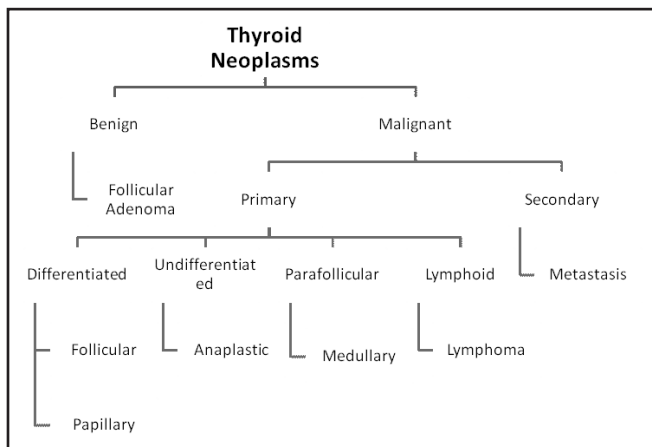 Thyroid
Neoplasms
Benign
Malignant
Follicular
Adenoma
Primary
Secondary
Differentiated
Undifferentiat
ed
Parafollicular
Lymphoid
Metastasis
Follicular
Anaplastic
Medullary
Lymphoma
Papillary